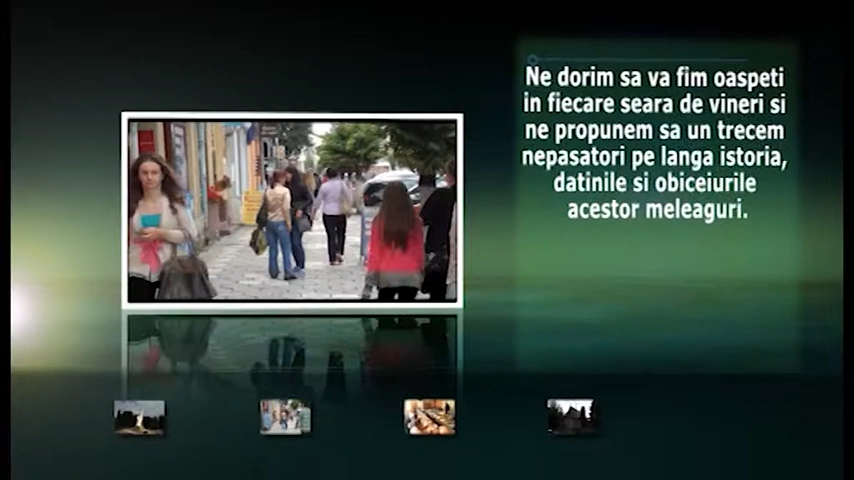 Ne dorim sa va fim oaspeti
in fiecare seara de vineri si
ne propunem sa un trecem
nepasatori pe langa istoria,
datinile si obiceiurile
acestor meleaguri.